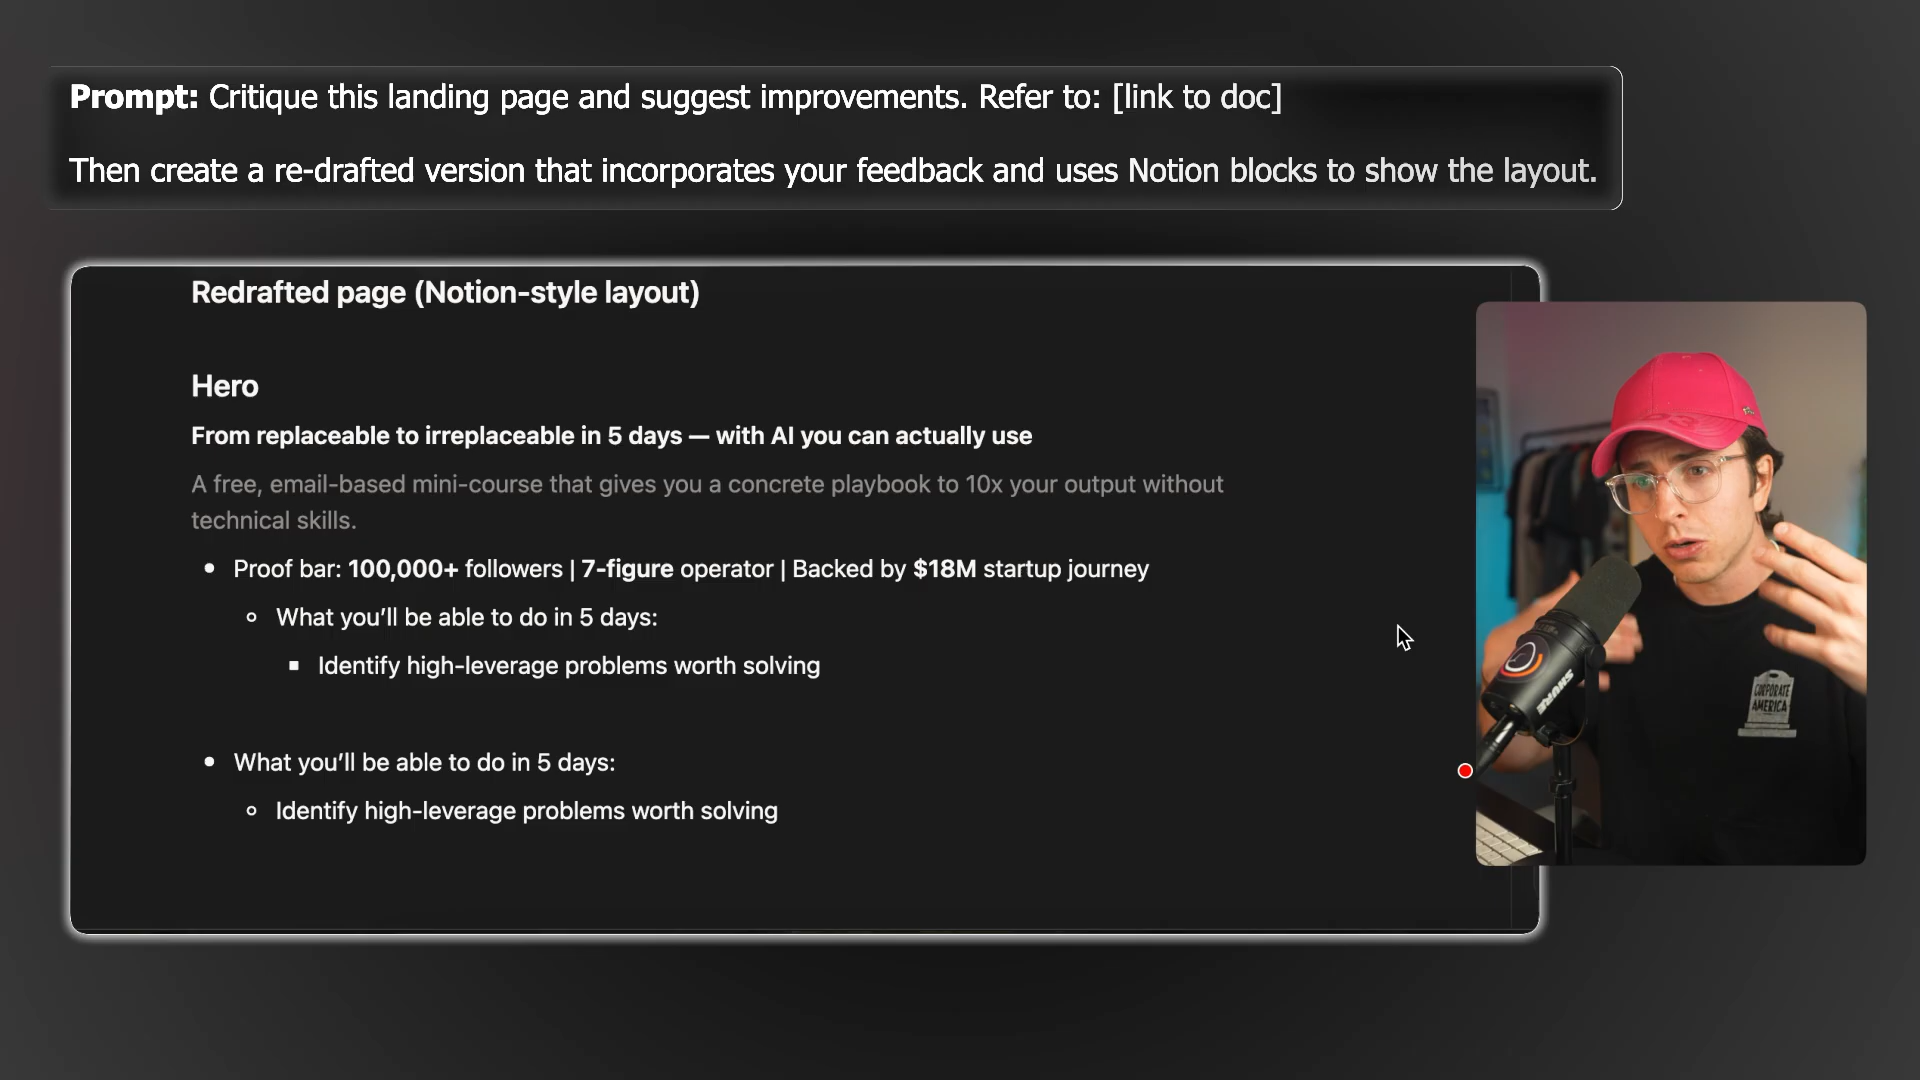 Prompt: Critique this landing page and suggest improvements. Refer to: [link to doc]
Then create a re-drafted version that incorporates your feedback and uses Notion blocks to show the layout.
Redrafted page (Notion-style layout)
Hero
From replaceable to irreplaceable in 5 days — with AI you can actually use
A free, email-based mini-course that gives you a concrete playbook to 10x your output without
technical skills.
Proof bar: 100,000+ followers | 7-figure operator | Backed by $18M startup journey
What you’ll be able to do in 5 days:
Identify high-leverage problems worth solving
What you’ll be able to do in 5 days:
Identify high-leverage problems worth solving
SHURE
CORPORATE
AMERICA